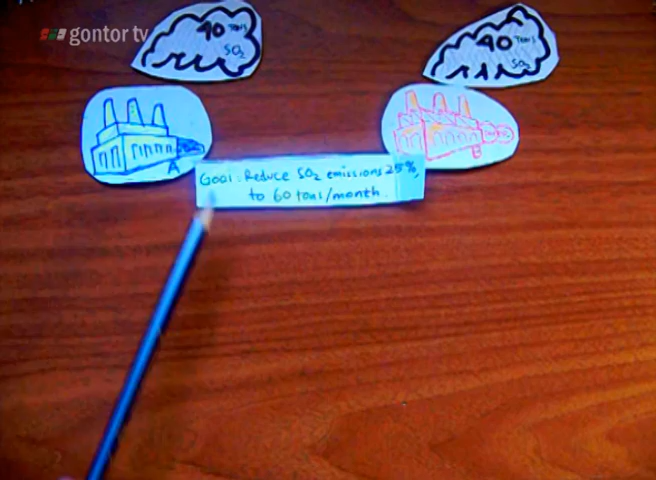 gontor tv
40 TONS
SO2
40 TONS
SO2
A
B
Goal: Reduce SO2 emissions 25%,
to 60 tons/month.